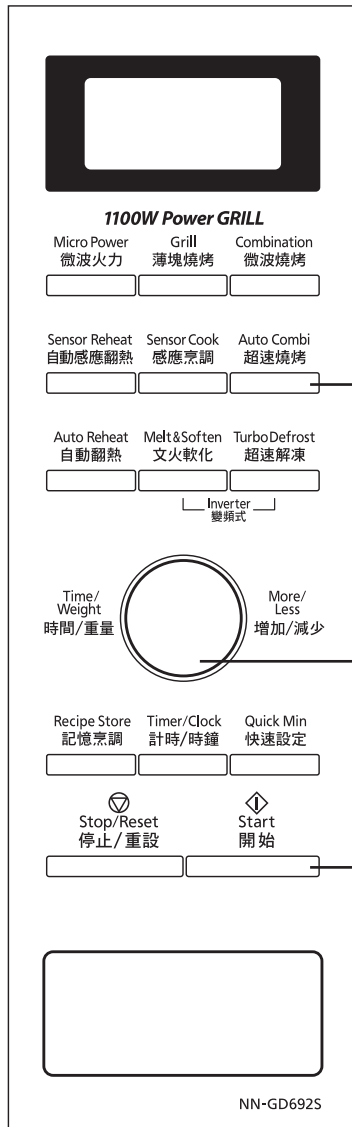 1100W Power GRILL
Micro Power Grill Combination
微波火力 薄塊燒烤 微波燒烤
Sensor Reheat Sensor Cook Auto Combi
自動感應翻熱 感應烹調 超速燒烤
Auto Reheat Melt&Soften TurboDefrost
自動翻熱 文火軟化 超速解凍
Inverter
變頻式
Time/
Weight
時間/重量
More/
Less
增加/減少
Recipe Store Timer/Clock Quick Min
記憶烹調 計時/時鐘 快速設定
Stop/Reset Start
停止/重設 開始
NN-GD692S